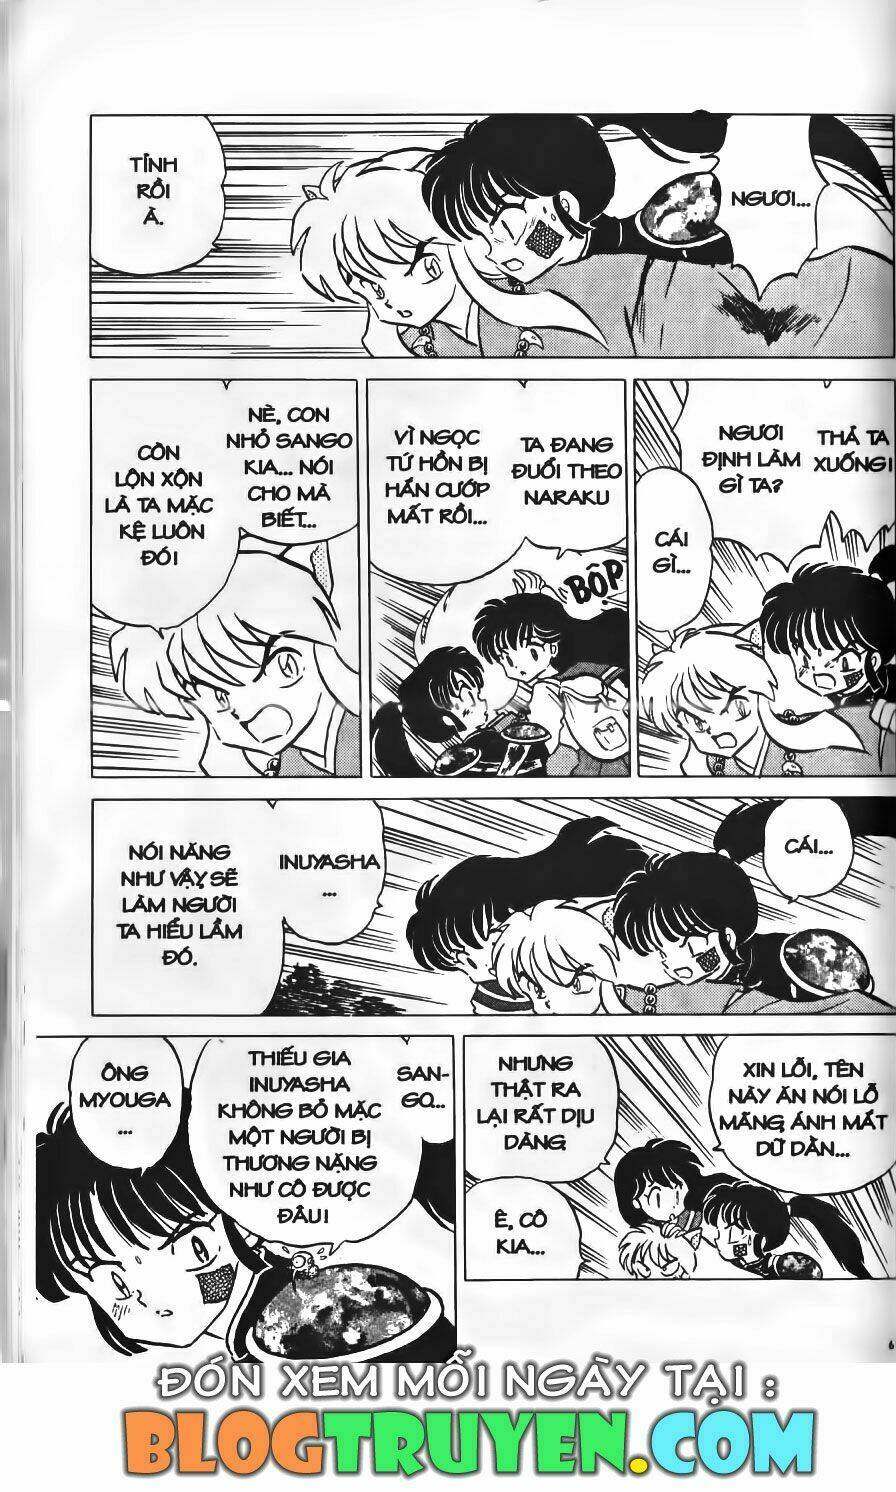 NGƯƠI...
TỈNH
RỒI
À.
THẢ TA
XUỐNG!
NGƯƠI
ĐỊNH LÀM
GÌ TA?
CÁI
GÌ...
TA ĐANG
ĐUỔI THEO
NARAKU
VÌ NGỌC
TỨ HỒN BỊ
HẮN CƯỚP
MẤT RỒI...
BỘP
NÈ, CON
NHỎ SANGO
KIA... NÓI
CHO MÀ
BIẾT...
CÒN
LỘN XỘN
LÀ TA MẶC
KỆ LUÔN
ĐÓ!
CÁI...
INUYASHA
...
NÓI NĂNG
NHƯ VẬY, SẼ
LÀM NGƯỜI
TA HIỂU LẦM
ĐÓ.
XIN LỖI, TÊN
NÀY ĂN NÓI LỖ
MÃNG, ÁNH MẮT
DỮ DẰN...
NHƯNG
THẬT RA
LẠI RẤT DỊU
DÀNG.
Ê, CÔ
KIA...
SAN-
GO...
THIẾU GIA
INUYASHA
KHÔNG BỎ MẶC
MỘT NGƯỜI BỊ
THƯƠNG NẶNG
NHƯ CÔ ĐƯỢC
ĐÂU!
ÔNG
MYOUGA
...
6
ĐÓN XEM MỖI NGÀY TẠI :
BLOGTRUYEN.COM